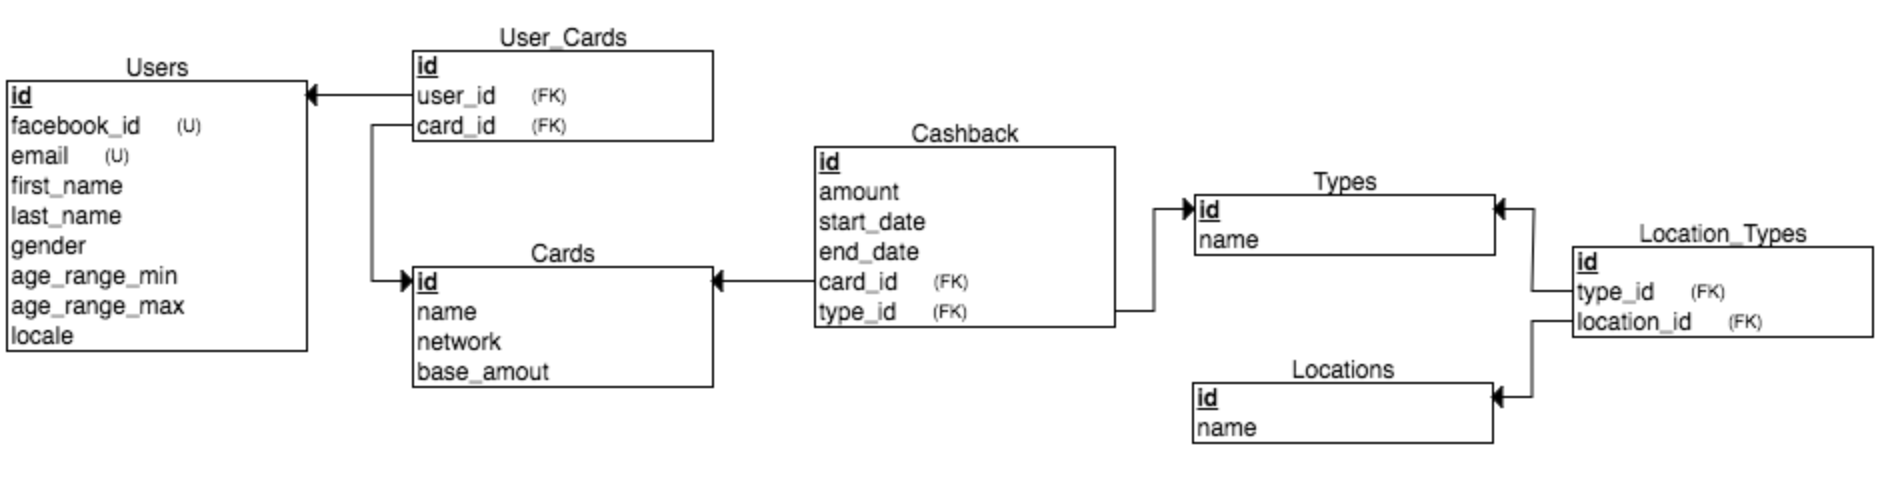 Users
id
facebook_id (U)
email (U)
first_name
last_name
gender
age_range_min
age_range_max
locale
User_Cards
id
user_id (FK)
card_id (FK)
Cards
id
name
network
base_amout
Cashback
id
amount
start_date
end_date
card_id (FK)
type_id (FK)
Types
id
name
Locations
id
name
Location_Types
id
type_id (FK)
location_id (FK)